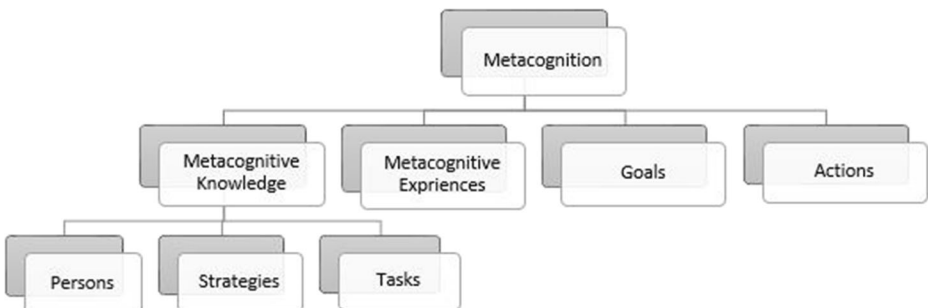 Metacognition
Metacognitive
Knowledge
Metacognitive
Expriences
Goals
Actions
Persons
Strategies
Tasks